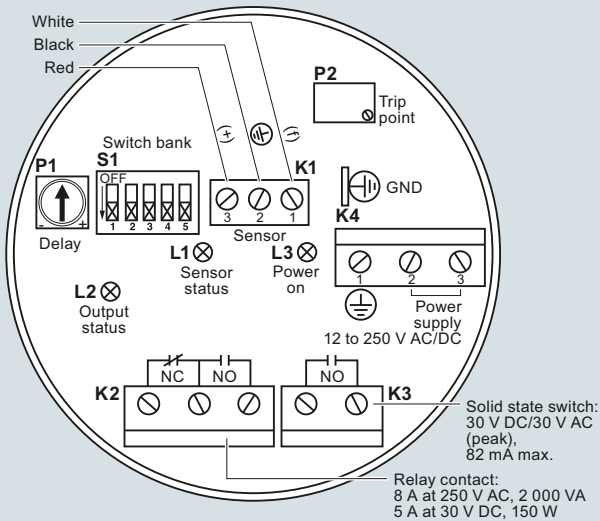 White
Black
Red
P2
Trip
point
(+)
(f)
Switch bank
P1
S1
OFF
1 2 3 4 5
- +
Delay
K1
3 2 1
Sensor
GND
K4
1 2 3
Power
supply
12 to 250 V AC/DC
L1
Sensor
status
L3
Power
on
L2
Output
status
K2
NC
NO
NO
K3
Solid state switch:
30 V DC/30 V AC
(peak),
82 mA max.
Relay contact:
8 A at 250 V AC, 2 000 VA
5 A at 30 V DC, 150 W